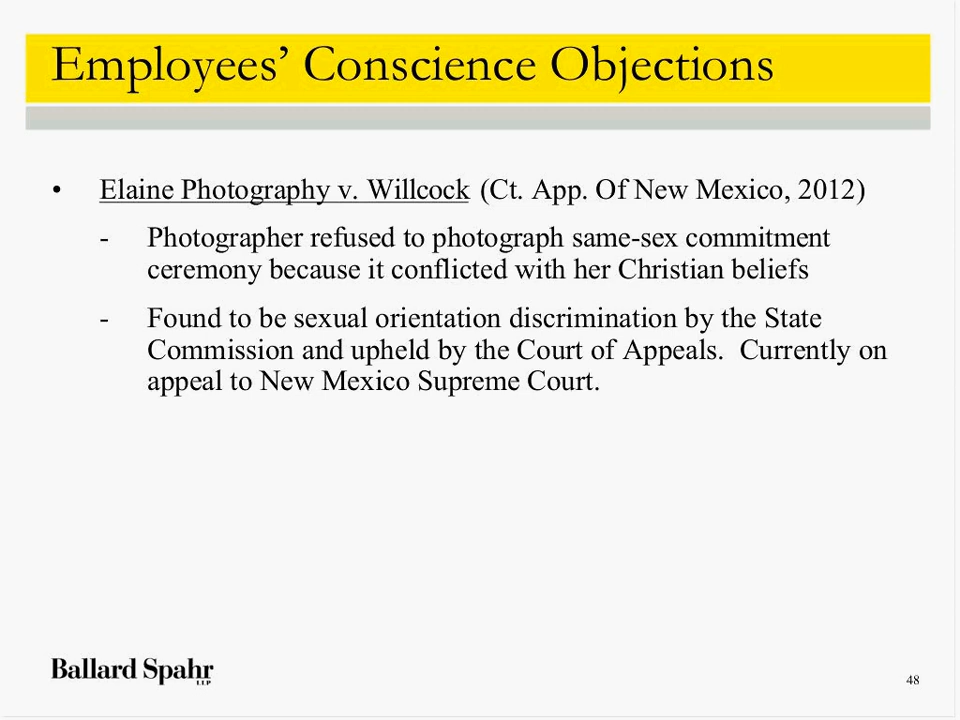 Employees’ Conscience Objections
• Elaine Photography v. Willcock (Ct. App. Of New Mexico, 2012)
- Photographer refused to photograph same-sex commitment
ceremony because it conflicted with her Christian beliefs
- Found to be sexual orientation discrimination by the State
Commission and upheld by the Court of Appeals. Currently on
appeal to New Mexico Supreme Court.
Ballard Spahr
LLP
48